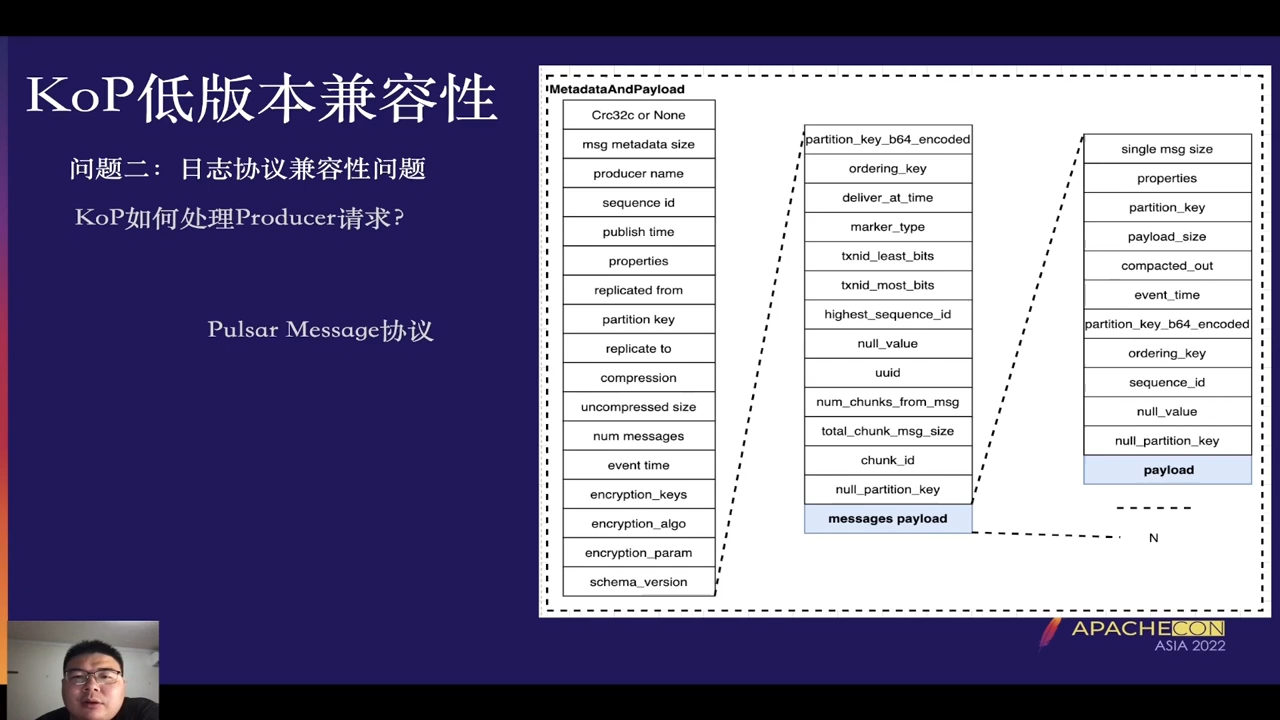 KoP低版本兼容性
问题二：日志协议兼容性问题
KoP如何处理Producer请求?
Pulsar Message协议
MetadataAndPayload
Crc32c or None
msg metadata size
producer name
sequence id
publish time
properties
replicated from
partition key
replicate to
compression
uncompressed size
num messages
event time
encryption_keys
encryption_algo
encryption_param
schema_version
partition_key_b64_encoded
ordering_key
deliver_at_time
marker_type
txnid_least_bits
txnid_most_bits
highest_sequence_id
null_value
uuid
num_chunks_from_msg
total_chunk_msg_size
chunk_id
null_partition_key
messages payload
single msg size
properties
partition_key
payload_size
compacted_out
event_time
partition_key_b64_encoded
ordering_key
sequence_id
null_value
null_partition_key
payload
N
APACHECON
ASIA 2022